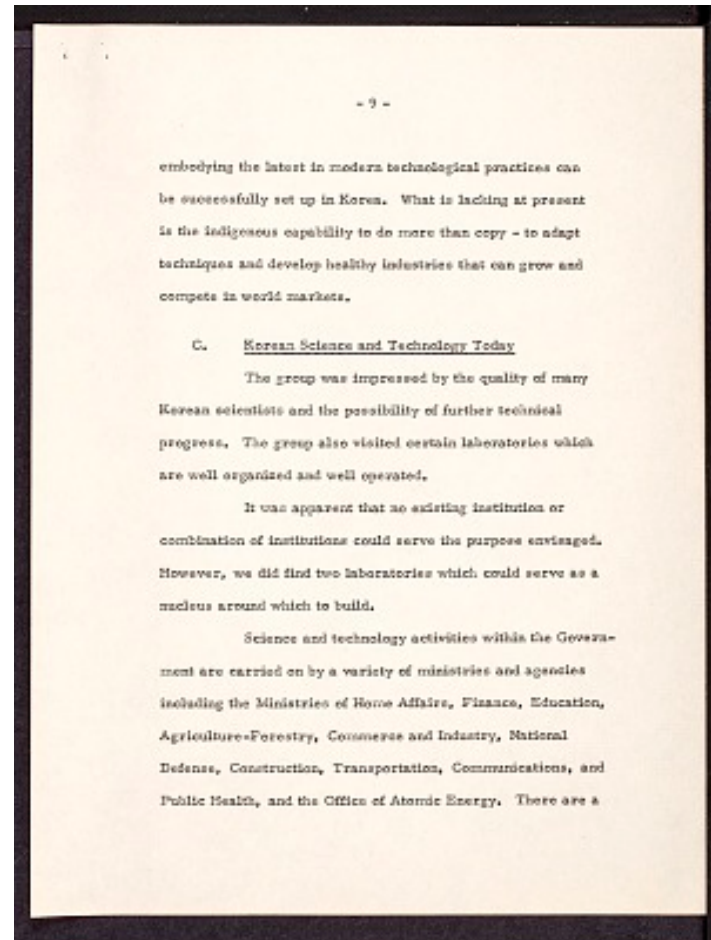 - 9 -
embodying the latest in modern technological practices can
be successfully set up in Korea. What is lacking at present
is the indigenous capability to do more than copy - to adapt
techniques and develop healthy industries that can grow and
compete in world markets.
C. Korean Science and Technology Today
The group was impressed by the quality of many
Korean scientists and the possibility of further technical
progress. The group also visited certain laboratories which
are well organized and well operated.
It was apparent that no existing institution or
combination of institutions could serve the purpose envisaged.
However, we did find two laboratories which could serve as a
nucleus around which to build.
Science and technology activities within the Govern-
ment are carried on by a variety of ministries and agencies
including the Ministries of Home Affairs, Finance, Education,
Agriculture-Forestry, Commerce and Industry, National
Defense, Construction, Transportation, Communications, and
Public Health, and the Office of Atomic Energy. There are a